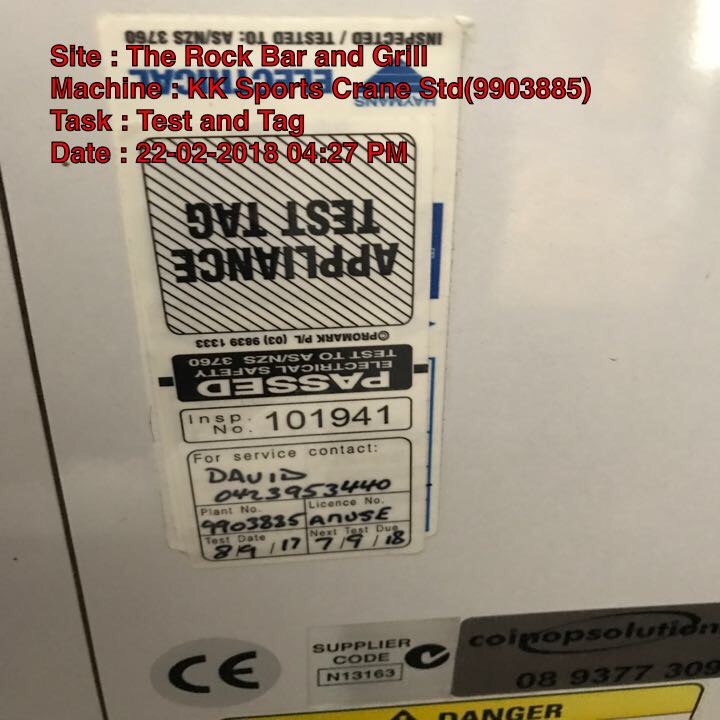 Site : The Rock Bar and Grill
Machine : KK Sports Crane Std(9903885)
Task : Test and Tag
Date : 22-02-2018 04:27 PM
INSPECTED / TESTED TO: AS/NZS 3760
HAYMANS
ELECTRICAL
APPLIANCE
TEST TAG
©PROMARK P/L (03) 9839 1333
PASSED
ELECTRICAL SAFETY
TEST TO AS/NZS 3760
Insp. No. 101941
For service contact:
DAVID
0423953440
Plant No. Licence No.
9903885 AMUSE
Test Date Next Test Due
8/9/17 7/9/18
CE
SUPPLIER
CODE
N13163
coinopsolution
08 9377 309
DANGER